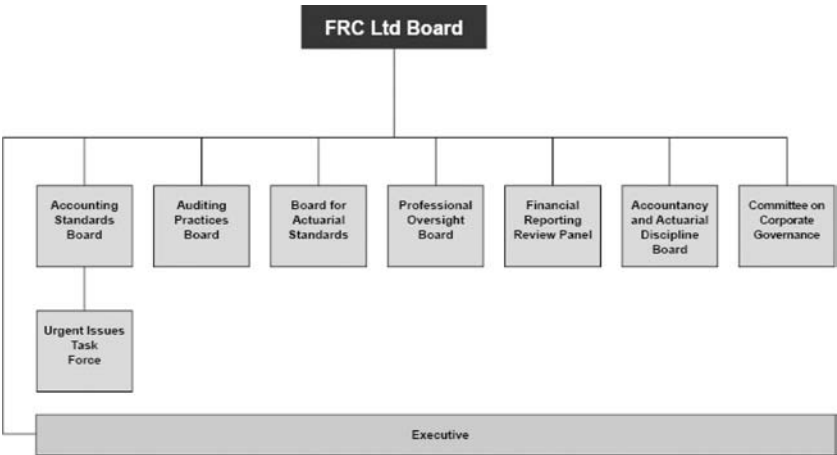 FRC Ltd Board
Accounting
Standards
Board
Auditing
Practices
Board
Board for
Actuarial
Standards
Professional
Oversight
Board
Financial
Reporting
Review Panel
Accountancy
and Actuarial
Discipline
Board
Committee on
Corporate
Governance
Urgent Issues
Task
Force
Executive